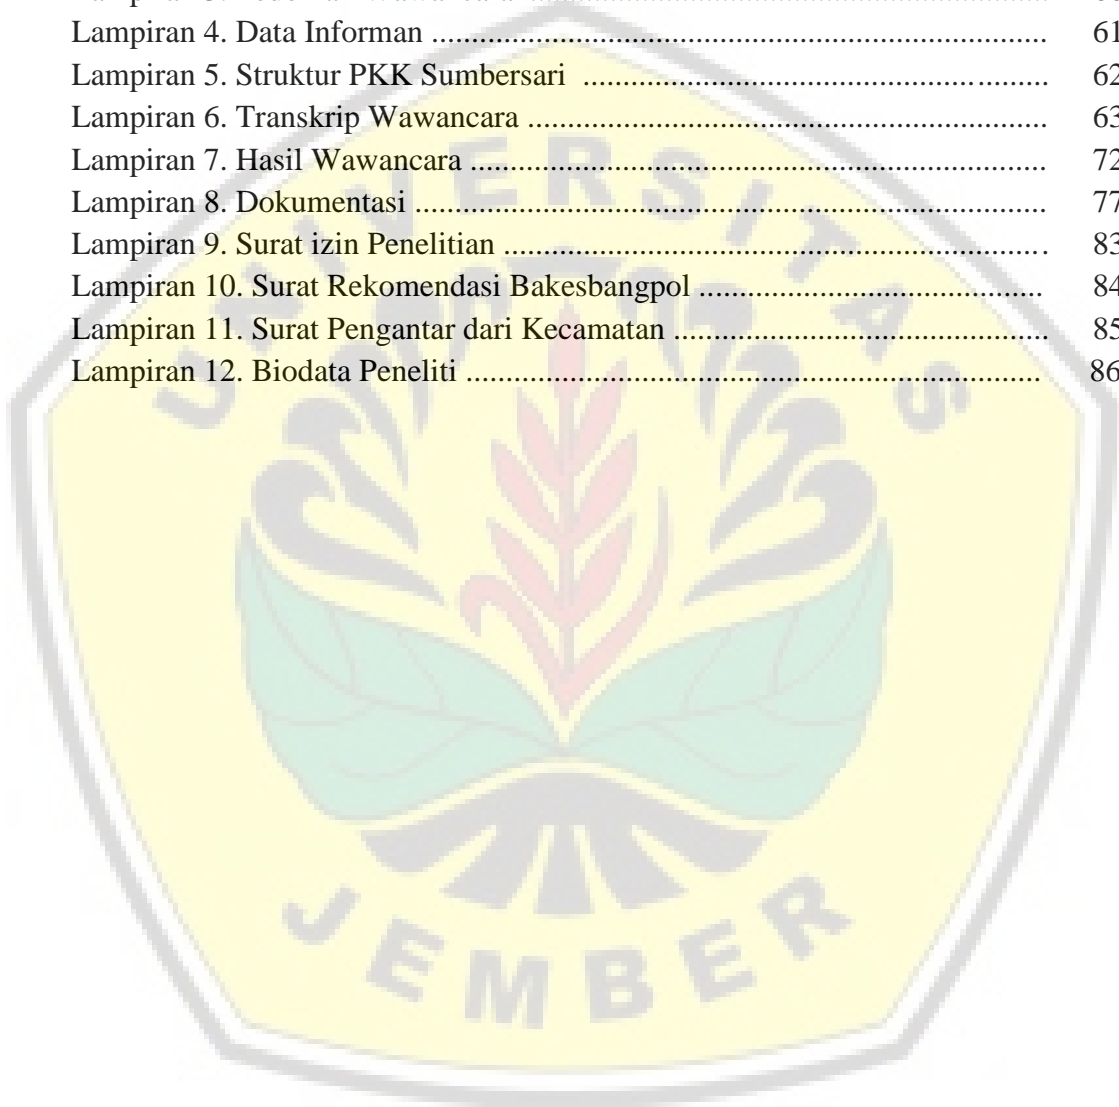 Lampiran 4. Data Informan ........................................................................ 61
Lampiran 5. Struktur PKK Sumbersari ........................................................................ 62
Lampiran 6. Transkrip Wawancara ........................................................................ 63
Lampiran 7. Hasil Wawancara ........................................................................ 72
Lampiran 8. Dokumentasi ........................................................................ 77
Lampiran 9. Surat izin Penelitian ........................................................................ 83
Lampiran 10. Surat Rekomendasi Bakesbangpol ........................................................................ 84
Lampiran 11. Surat Pengantar dari Kecamatan ........................................................................ 85
Lampiran 12. Biodata Peneliti ........................................................................ 86
UNIVERSITAS
JEMBER